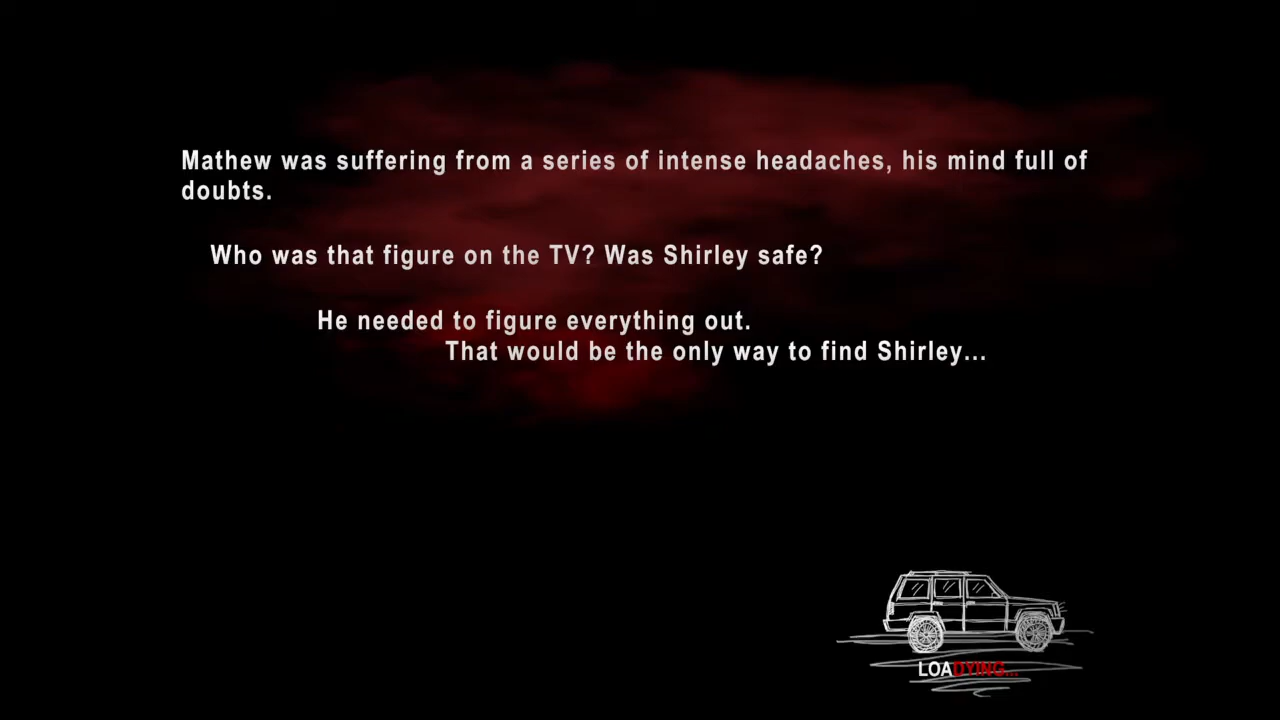 Mathew was suffering from a series of intense headaches, his mind full of
doubts.
Who was that figure on the TV? Was Shirley safe?
He needed to figure everything out.
That would be the only way to find Shirley...
LOADYING...